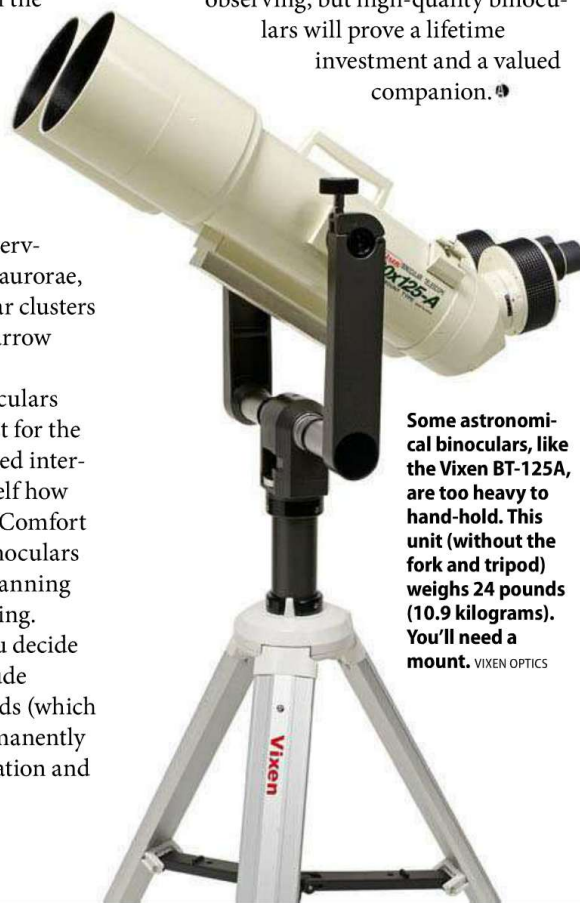 the
serv-
aurorae,
ar clusters
arrow
culars
t for the
ed inter-
elf how
Comfort
noculars
anning
ing.
u decide
ude
ds (which
manently
ation and
observing, but high-quality binocu-
lars will prove a lifetime
investment and a valued
companion.
0x125-A
Some astronomi-
cal binoculars, like
the Vixen BT-125A,
are too heavy to
hand-hold. This
unit (without the
fork and tripod)
weighs 24 pounds
(10.9 kilograms).
You'll need a
mount. VIXEN OPTICS
Vixen